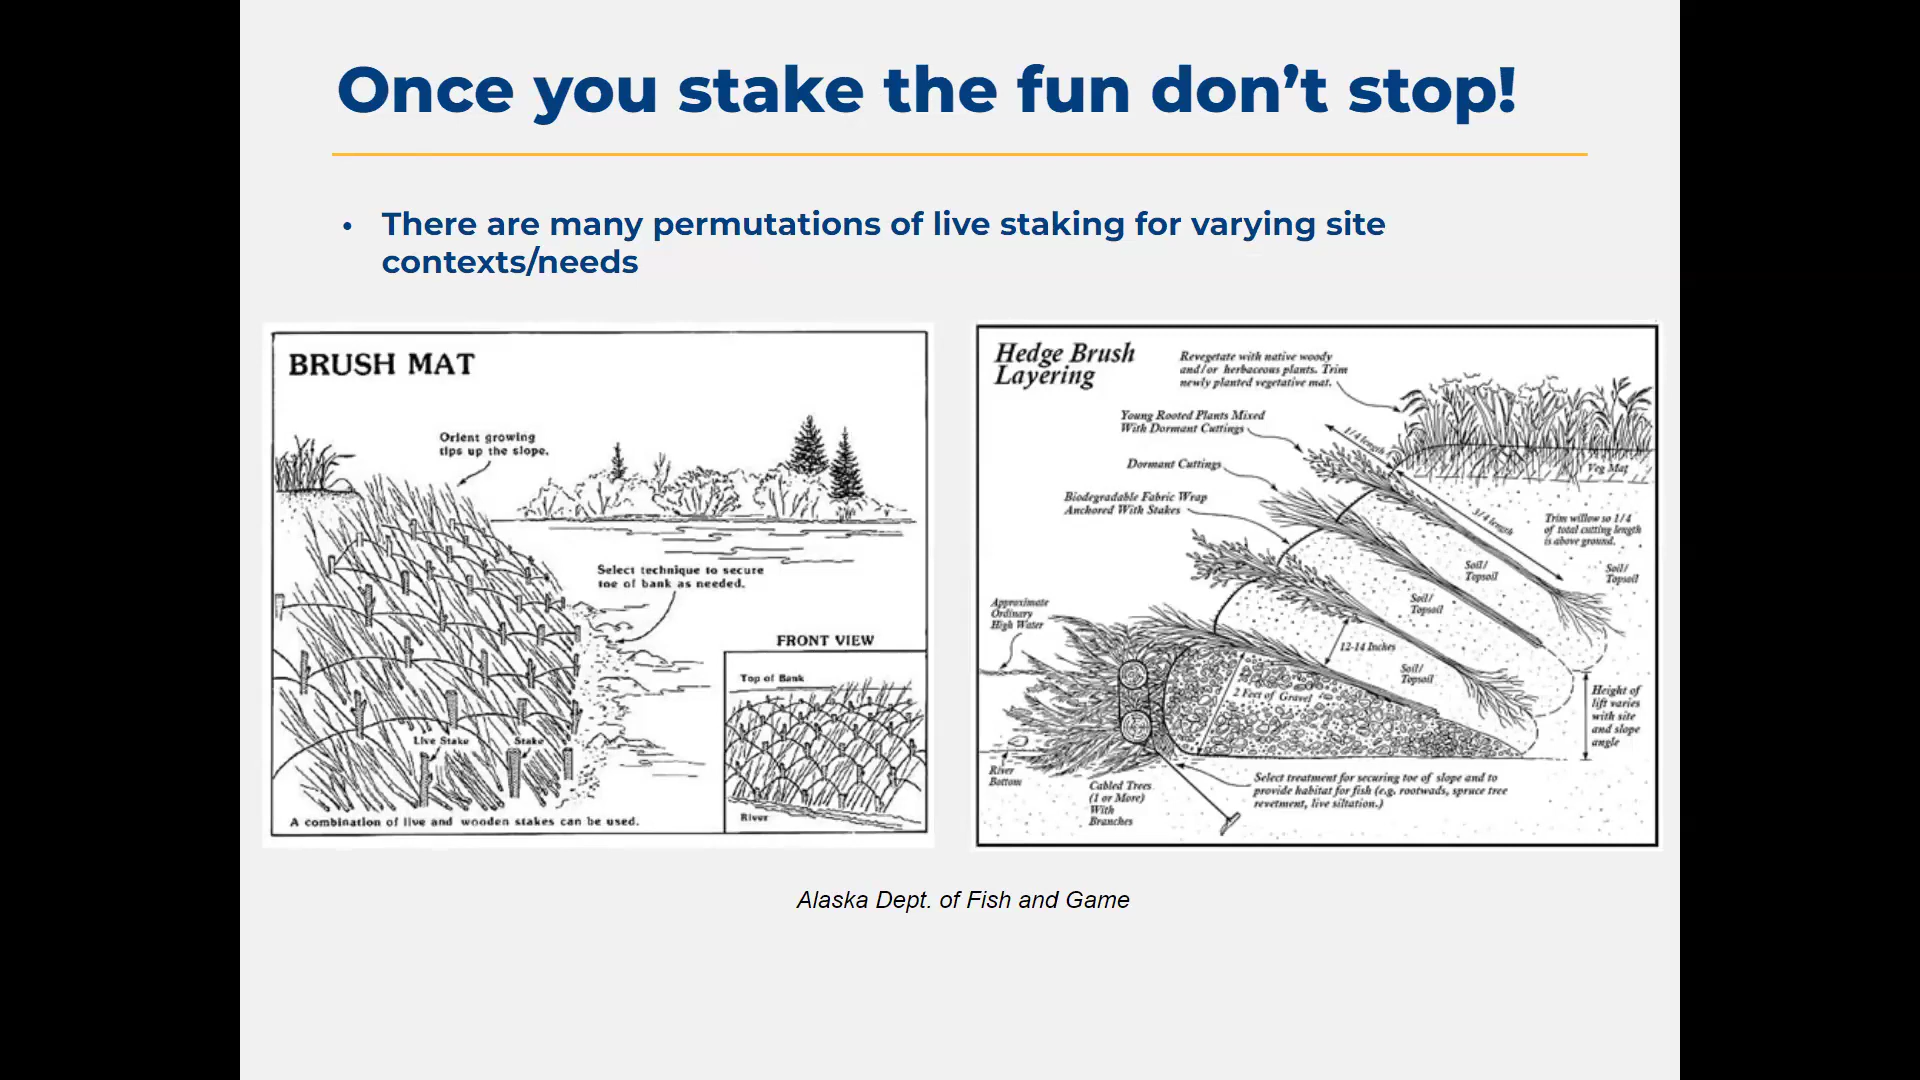 Once you stake the fun don’t stop!
• There are many permutations of live staking for varying site
contexts/needs
BRUSH MAT
Orient growing
tips up the slope.
Select technique to secure
toe of bank as needed.
FRONT VIEW
Top of Bank
River
Live Stake
Stake
A combination of live and wooden stakes can be used.
Hedge Brush
Layering
Revegetate with native woody
and/or herbaceous plants. Trim
newly planted vegetative mat.
Young Rooted Plants Mixed
With Dormant Cuttings
1/4 length
Dormant Cuttings
Veg Mat
Biodegradable Fabric Wrap
Anchored With Stakes
3/4 length
Trim willow so 1/4
of total cutting length
is above ground.
Soil/
Topsoil
Soil/
Topsoil
Soil/
Topsoil
Approximate
Ordinary
High Water
12-14 Inches
Soil/
Topsoil
2 Feet of Gravel
Height of
lift varies
with site
and slope
angle
River
Bottom
Cabled Trees
(1 or More)
With
Branches
Select treatment for securing toe of slope and to
provide habitat for fish (e.g. rootwads, spruce tree
revetment, live siltation.)
Alaska Dept. of Fish and Game